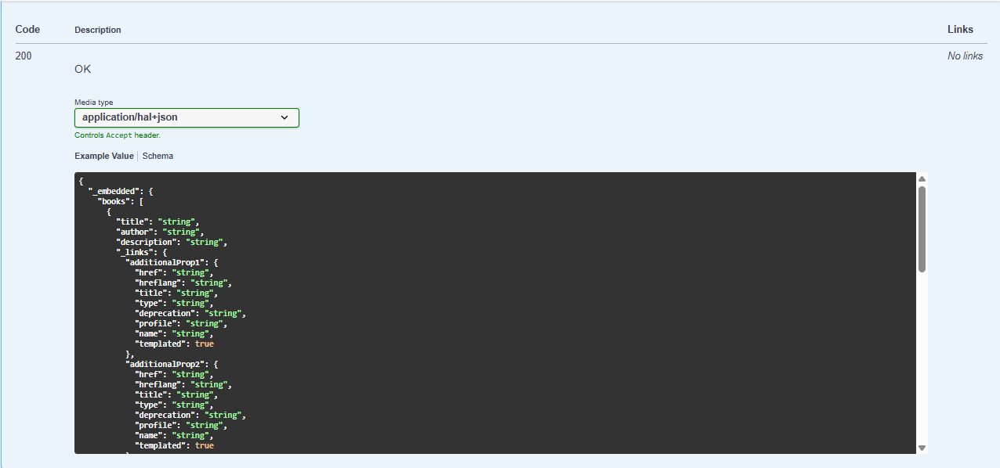 Code Description Links
200 No links
OK
Media type
application/hal+json
Controls Accept header.
Example Value Schema
{
  "_embedded": {
    "books": [
      {
        "title": "string",
        "author": "string",
        "description": "string",
        "_links": {
          "additionalProp1": {
            "href": "string",
            "hreflang": "string",
            "title": "string",
            "type": "string",
            "deprecation": "string",
            "profile": "string",
            "name": "string",
            "templated": true
          },
          "additionalProp2": {
            "href": "string",
            "hreflang": "string",
            "title": "string",
            "type": "string",
            "deprecation": "string",
            "profile": "string",
            "name": "string",
            "templated": true